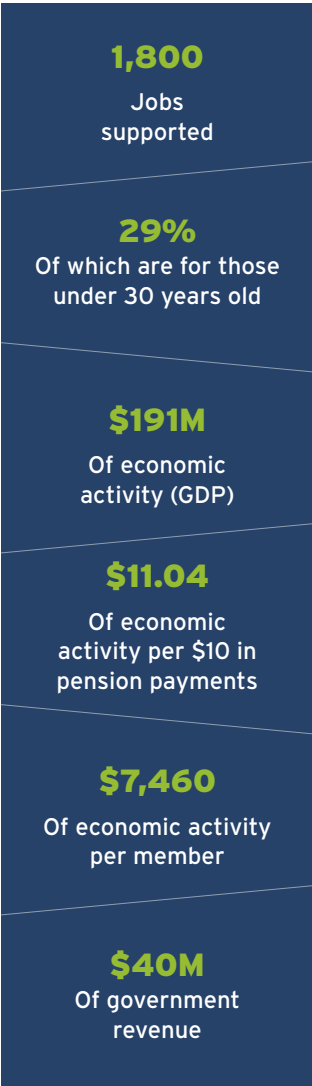 1,800
Jobs
supported
29%
Of which are for those
under 30 years old
$191M
Of economic
activity (GDP)
$11.04
Of economic
activity per $10 in
pension payments
$7,460
Of economic activity
per member
$40M
Of government
revenue